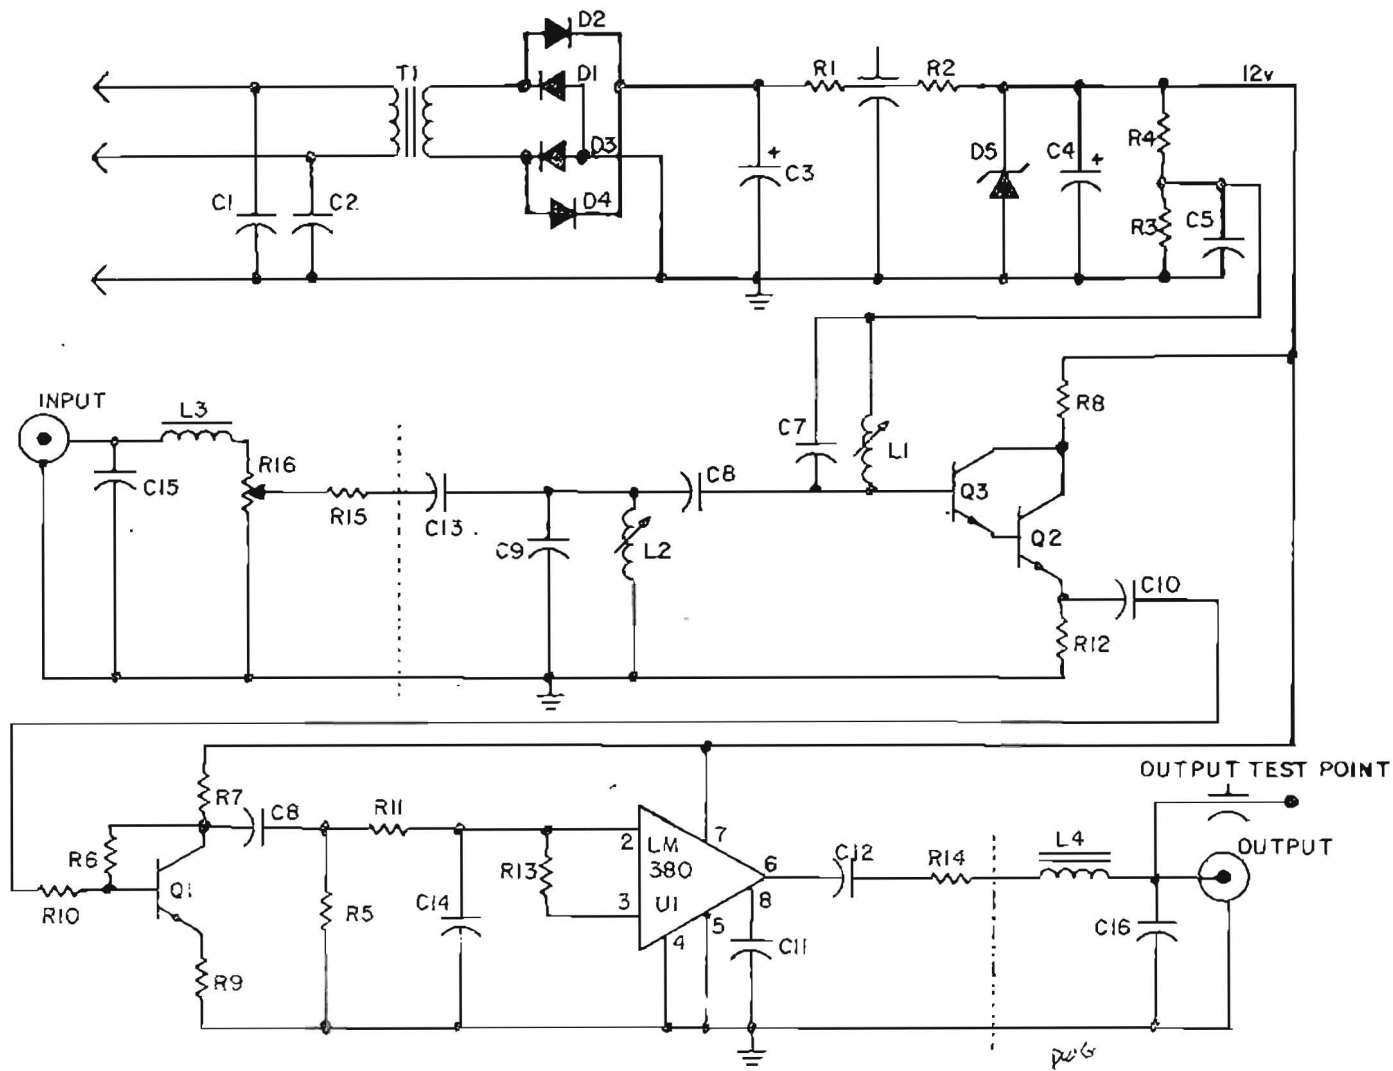 D2
T1
D1
R1
R2
12v
D3
R4
D5
C4
+
+
C3
C1
C2
D4
R3
C5
INPUT
L3
R8
C7
L1
R16
C15
C8
R15
C13
Q3
C9
L2
Q2
C10
R12
OUTPUT TEST POINT
R7
C8
R11
2
LM
380
U1
7
6
C12
R14
L4
OUTPUT
R6
R13
Q1
R10
R5
C14
3
4
5
8
C11
C16
R9